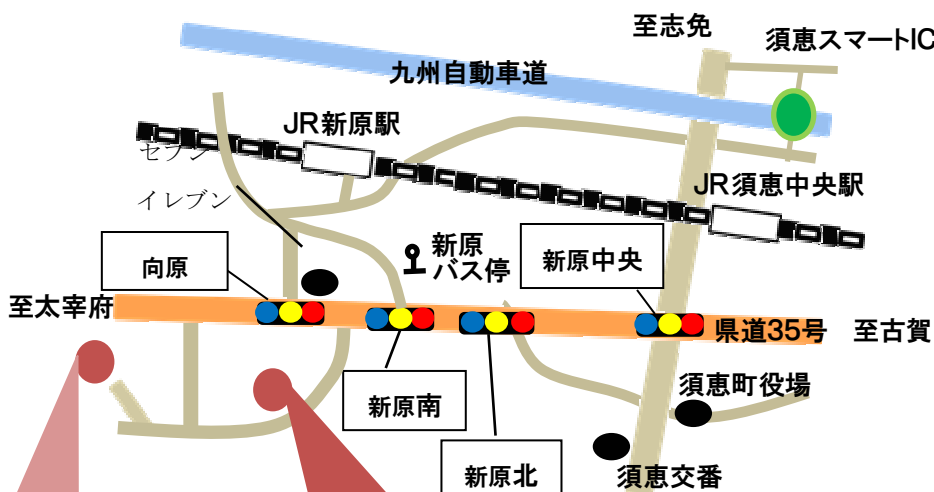 至志免
須恵スマートIC
九州自動車道
JR新原駅
セブン
イレブン
JR須恵中央駅
新原
バス停
向原
新原中央
至太宰府
県道35号
至古賀
新原南
須恵町役場
新原北
須恵交番